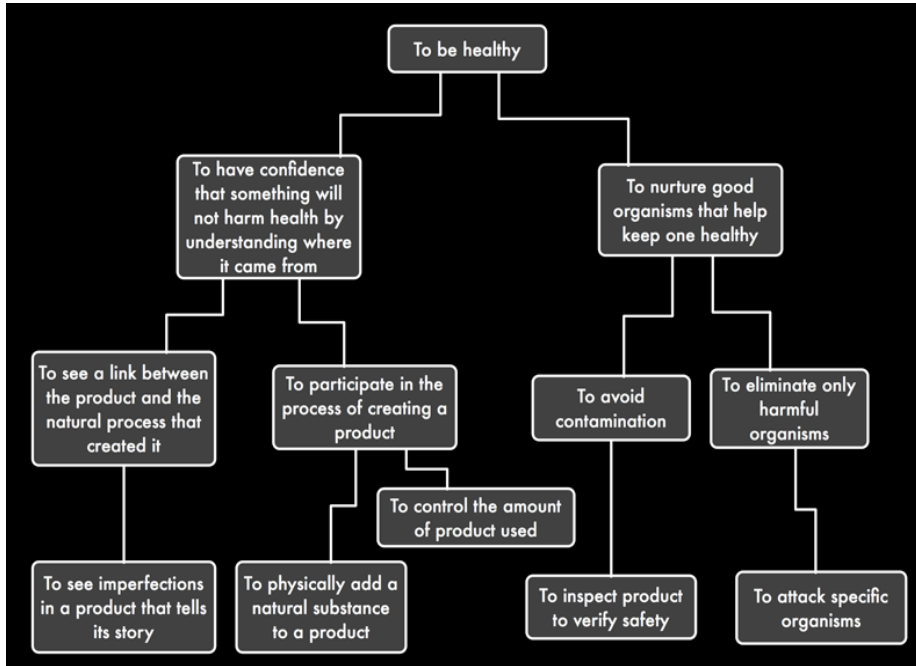 To be healthy
To have confidence
that something will
not harm health by
understanding where
it came from
To nurture good
organisms that help
keep one healthy
To see a link between
the product and the
natural process that
created it
To participate in the
process of creating a
product
To avoid
contamination
To eliminate only
harmful
organisms
To control the amount
of product used
To see imperfections
in a product that tells
its story
To physically add a
natural substance
to a product
To inspect product
to verify safety
To attack specific
organisms